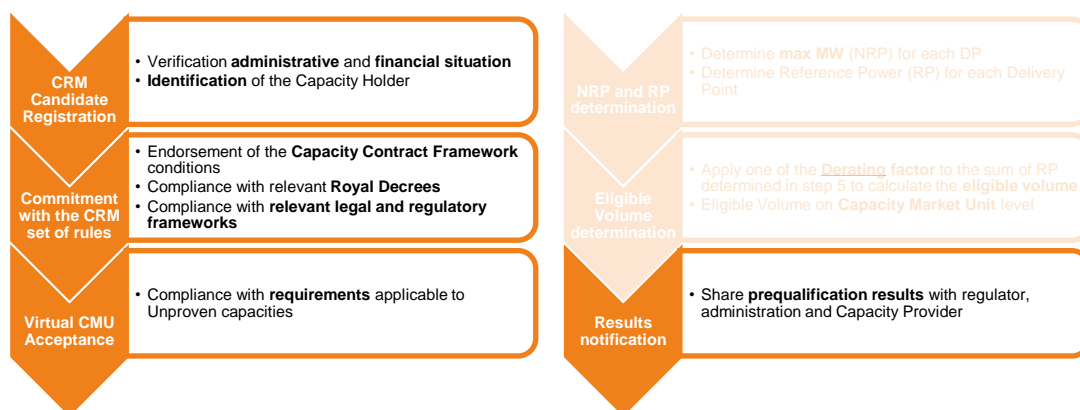 CRM
Candidate
Registration
• Verification administrative and financial situation
• Identification of the Capacity Holder
Commitment
with the CRM
set of rules
• Endorsement of the Capacity Contract Framework
conditions
• Compliance with relevant Royal Decrees
• Compliance with relevant legal and regulatory
frameworks
Virtual CMU
Acceptance
• Compliance with requirements applicable to
Unproven capacities
NRP and RP
determination
• Determine max MW (NRP) for each DP
• Determine Reference Power (RP) for each Delivery
Point
Eligible
Volume
determination
• Apply one of the Derating factor to the sum of RP
determined in step 5 to calculate the eligible volume
• Eligible Volume on Capacity Market Unit level
Results
notification
• Share prequalification results with regulator,
administration and Capacity Provider